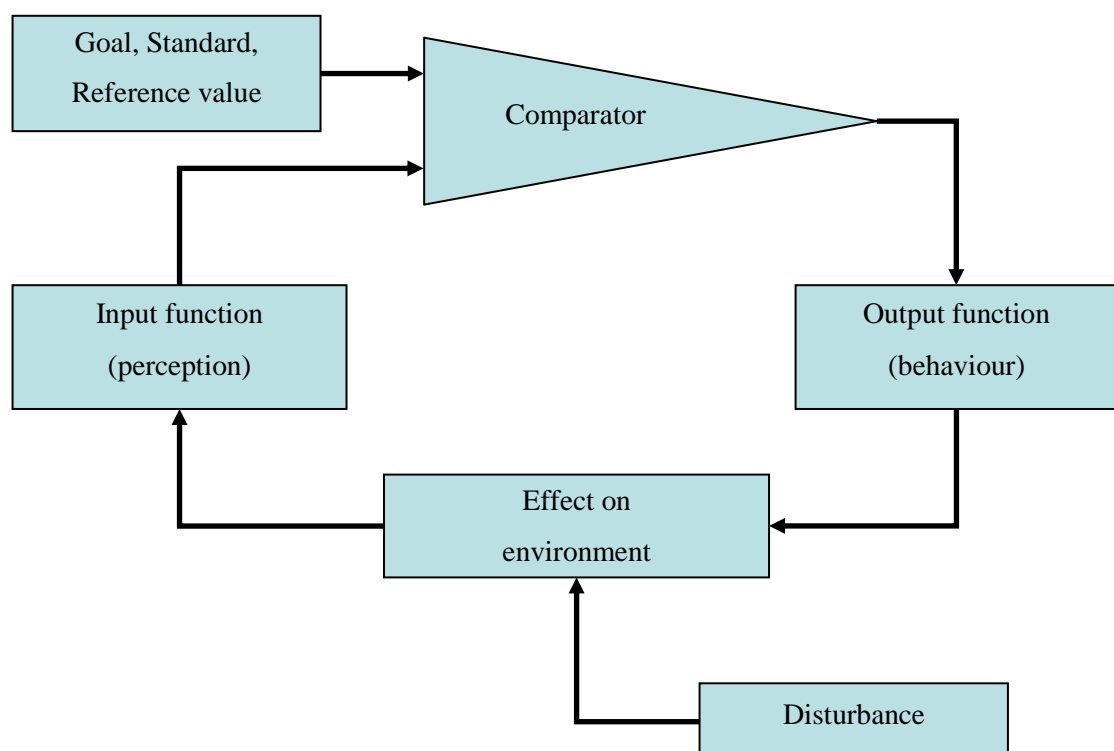 Goal, Standard,
Reference value
Comparator
Input function
(perception)
Output function
(behaviour)
Effect on
environment
Disturbance